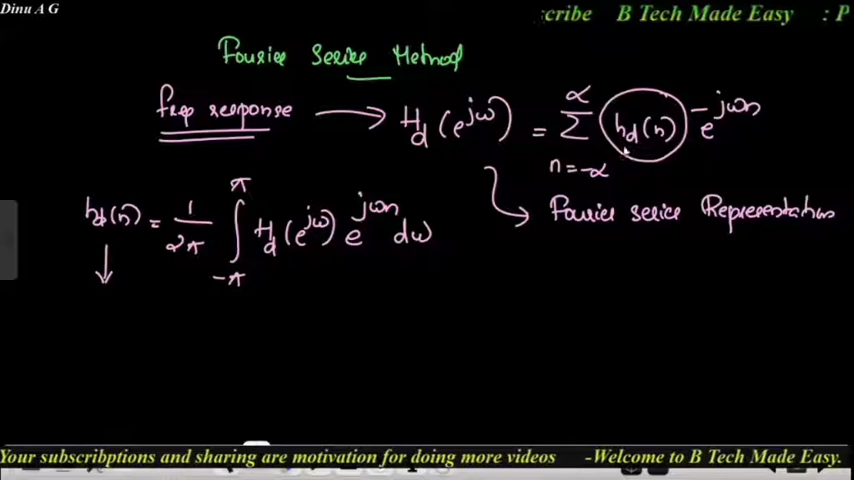 Dinu A G
cribe B Tech Made Easy : P
Fourier Series Method
freq response → H_d(e^{jω}) = Σ_{n=-∞}^{∞} h_d(n) e^{-jωn}
Fourier series Representation
h_d(n) = 1/2π ∫_{-π}^{π} H_d(e^{jω}) e^{jωn} dω
Your subscribptions and sharing are motivation for doing more videos -Welcome to B Tech Made Easy.